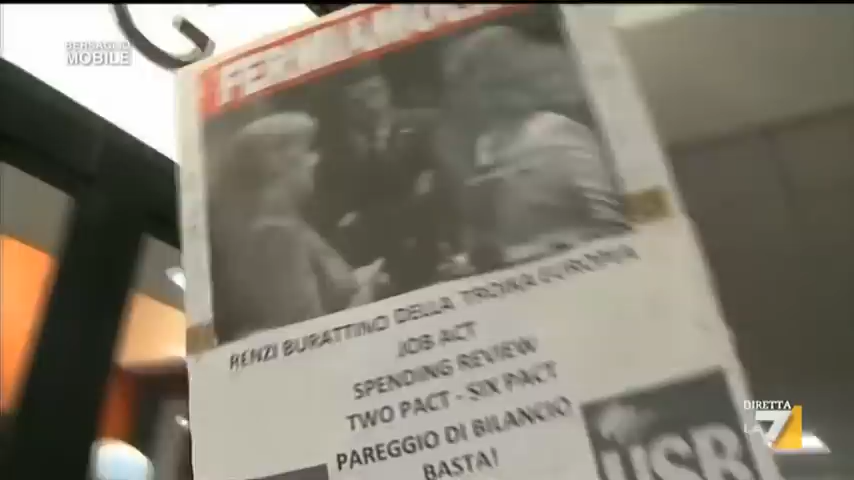 BERSAGLIO
MOBILE
RENZI BURATTINO DELLA TROIKA EUROPEA
JOB ACT
SPENDING REVIEW
TWO PACT - SIX PACT
PAREGGIO DI BILANCIO
BASTA!
USB
DIRETTA
LA7